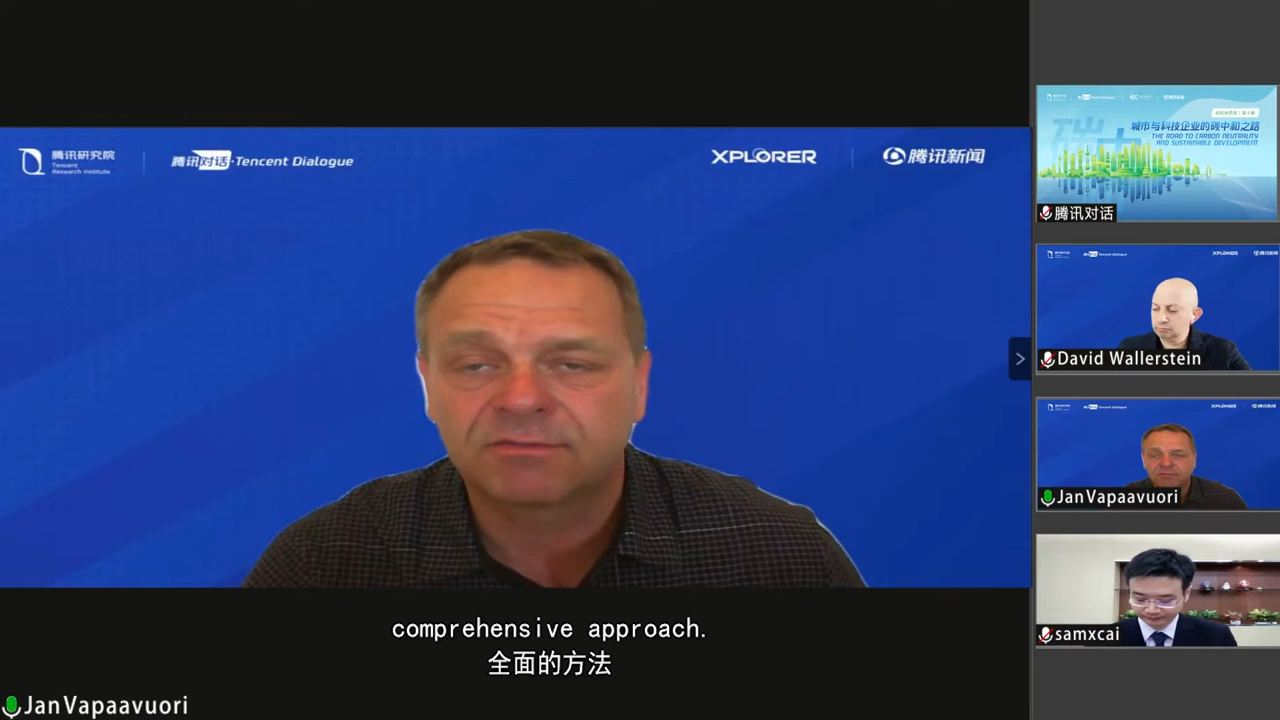 腾讯研究院
Tencent
Research Institute
腾讯对话·Tencent Dialogue
XPLORER
腾讯新闻
comprehensive approach.
全面的方法
JanVapaavuori
城市与科技企业的碳中和之路
THE ROAD TO CARBON NEUTRALITY
AND SUSTAINABLE DEVELOPMENT
腾讯对话
XPLORER
David Wallerstein
XPLORER
JanVapaavuori
samxcai